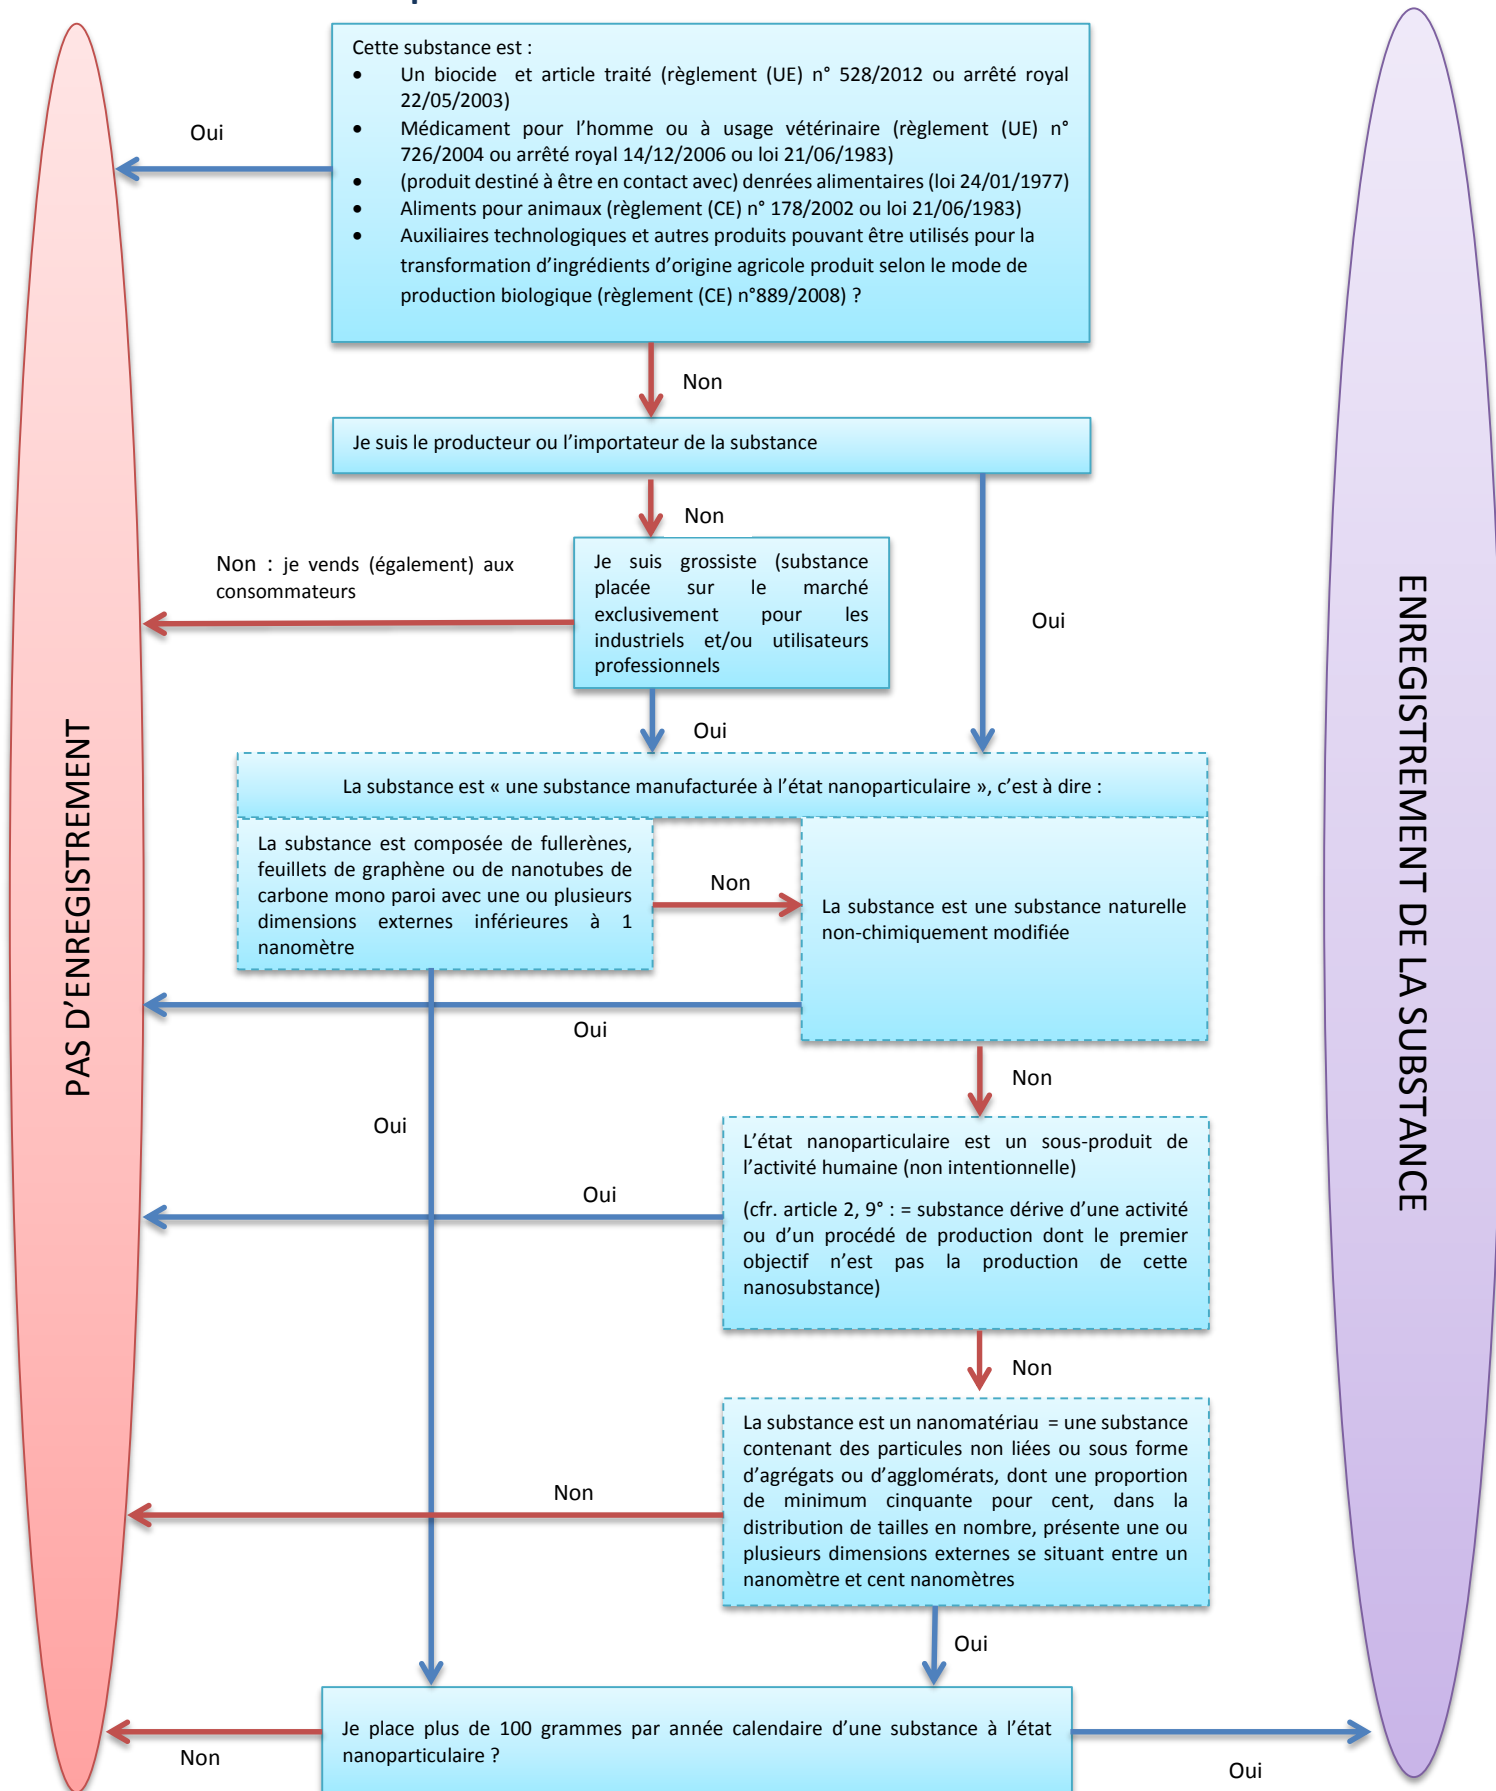 Cette substance est :
• Un biocide et article traité (règlement (UE) n° 528/2012 ou arrêté royal
22/05/2003)
• Médicament pour l'homme ou à usage vétérinaire (règlement (UE) n°
726/2004 ou arrêté royal 14/12/2006 ou loi 21/06/1983)
• (produit destiné à être en contact avec) denrées alimentaires (loi 24/01/1977)
• Aliments pour animaux (règlement (CE) n° 178/2002 ou loi 21/06/1983)
• Auxiliaires technologiques et autres produits pouvant être utilisés pour la
transformation d'ingrédients d'origine agricole produit selon le mode de
production biologique (règlement (CE) n°889/2008) ?
Oui
Non
Je suis le producteur ou l'importateur de la substance
Non
Oui
Je suis grossiste (substance
placée sur le marché
exclusivement pour les
industriels et/ou utilisateurs
professionnels
Non : je vends (également) aux
consommateurs
Oui
La substance est « une substance manufacturée à l'état nanoparticulaire », c'est à dire :
La substance est composée de fullerènes,
feuillets de graphène ou de nanotubes de
carbone mono paroi avec une ou plusieurs
dimensions externes inférieures à 1
nanomètre
Non
La substance est une substance naturelle
non-chimiquement modifiée
Oui
Non
Oui
L'état nanoparticulaire est un sous-produit de
l'activité humaine (non intentionnelle)
(cfr. article 2, 9° : = substance dérive d'une activité
ou d'un procédé de production dont le premier
objectif n'est pas la production de cette
nanosubstance)
Oui
Non
La substance est un nanomatériau = une substance
contenant des particules non liées ou sous forme
d'agrégats ou d'agglomérats, dont une proportion
de minimum cinquante pour cent, dans la
distribution de tailles en nombre, présente une ou
plusieurs dimensions externes se situant entre un
nanomètre et cent nanomètres
Non
Oui
Je place plus de 100 grammes par année calendaire d'une substance à l'état
nanoparticulaire ?
Non
Oui
PAS D'ENREGISTREMENT
ENREGISTREMENT DE LA SUBSTANCE